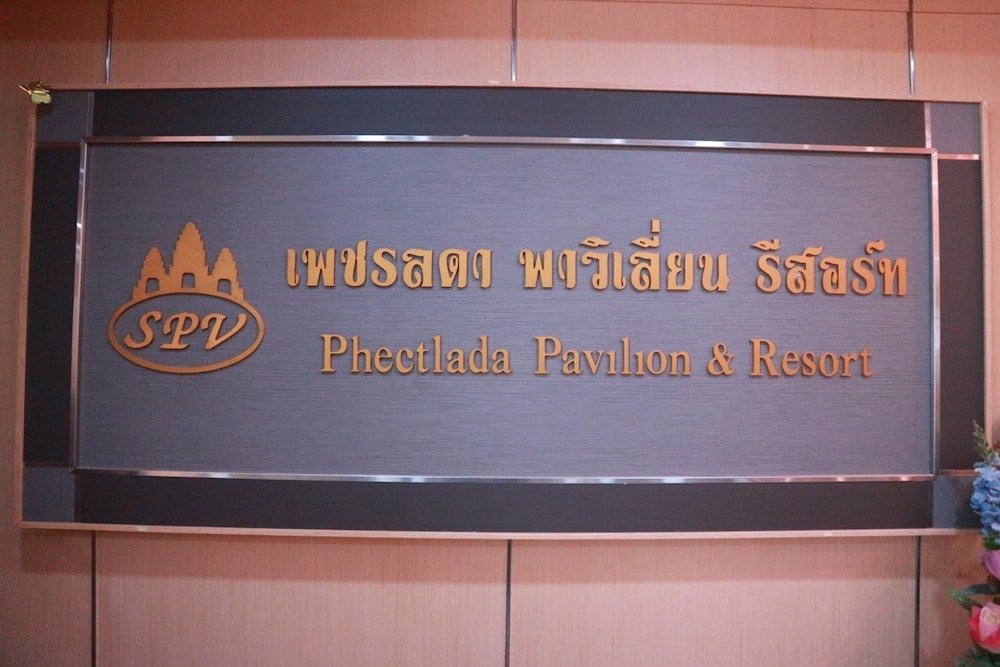 เพชรลดา พาวิเลี่ยน รีสอร์ท
SPV
Phectlada Pavilion & Resort